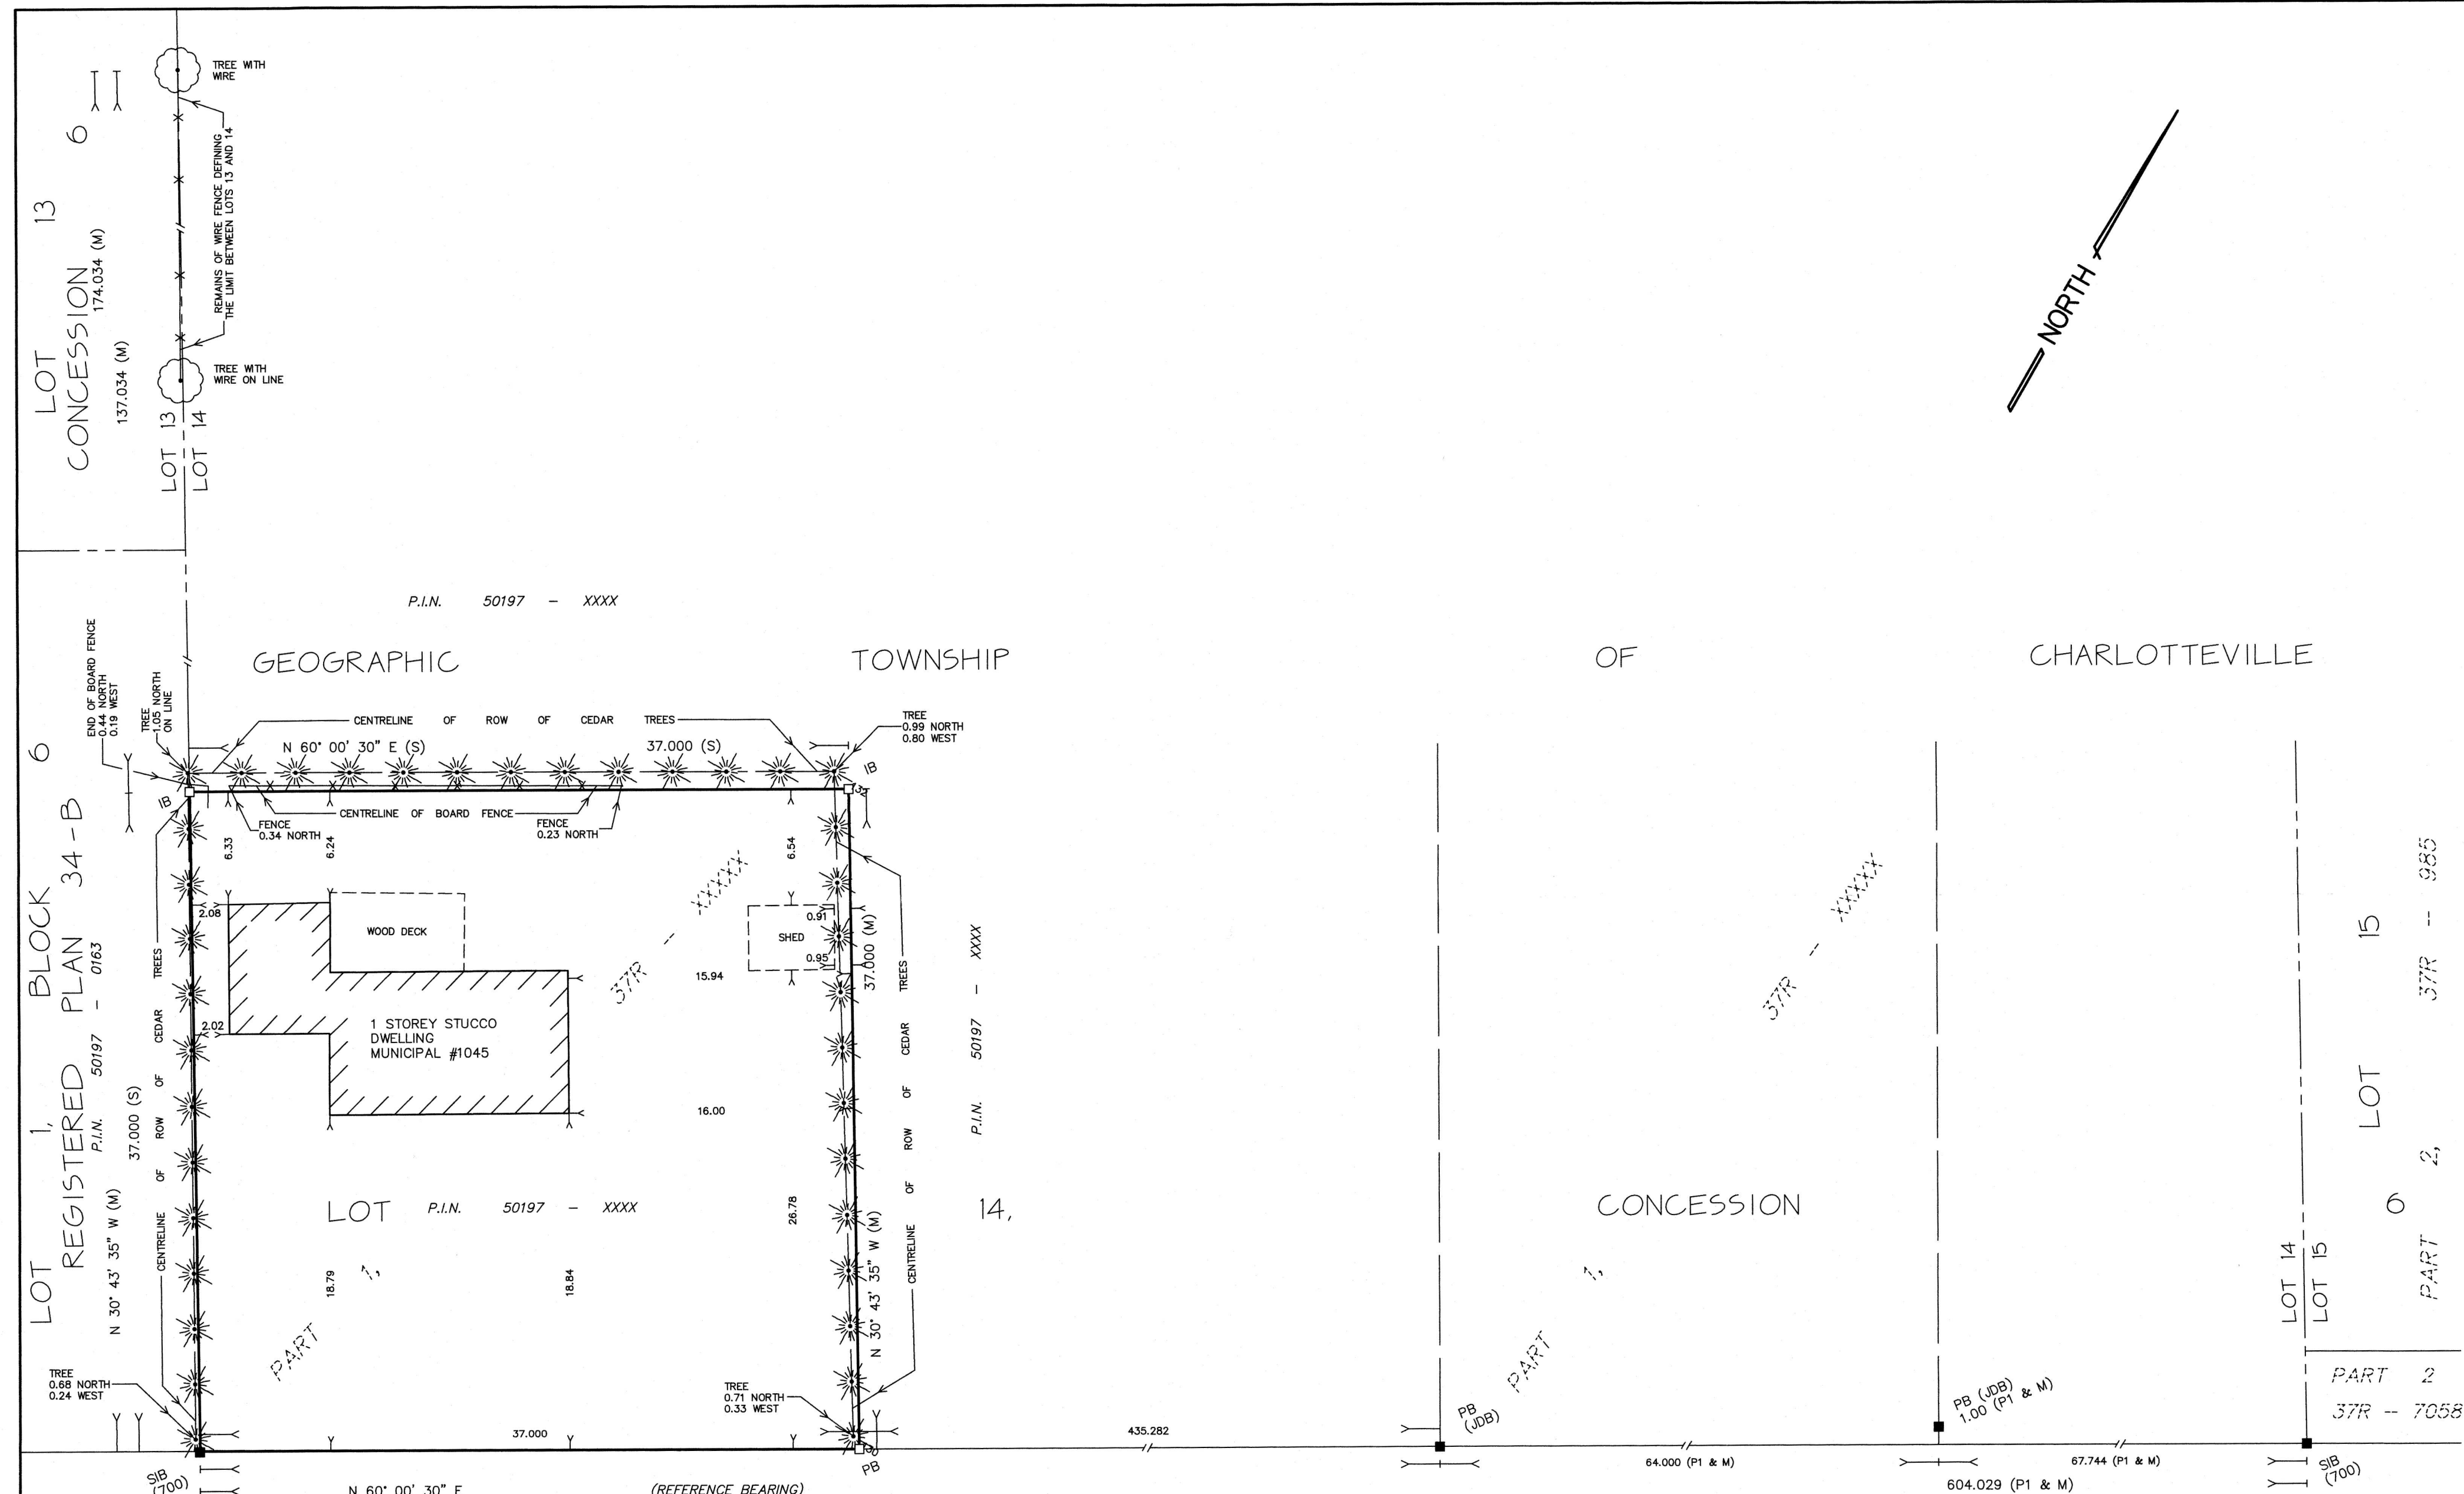 TREE WITH
WIRE
REMAINS OF WIRE FENCE DEFINING
THE LIMIT BETWEEN LOTS 13 AND 14
LOT 13
CONCESSION 6
174.034 (M)
137.034 (M)
TREE WITH
WIRE ON LINE
LOT 13
LOT 14
NORTH
P.I.N. 50197 - XXXX
GEOGRAPHIC TOWNSHIP OF CHARLOTTEVILLE
END OF BOARD FENCE
0.44 NORTH
0.19 WEST
TREE
1.05 NORTH
ON LINE
CENTRELINE OF ROW OF CEDAR TREES
TREE
0.99 NORTH
0.80 WEST
N 60° 00' 30" E (S)
37.000 (S)
IB
IB
CENTRELINE OF BOARD FENCE
FENCE
0.34 NORTH
FENCE
0.23 NORTH
6.33
6.24
6.54
LOT 1, BLOCK 6
REGISTERED PLAN 34-B
P.I.N. 50197 - 0163
37.000 (S)
N 30° 43' 35" W (M)
CENTRELINE OF ROW OF CEDAR TREES
2.08
WOOD DECK
2.02
1 STOREY STUCCO
DWELLING
MUNICIPAL #1045
37R -- XXXXX
0.91
SHED
0.95
15.94
16.00
37.000 (M)
N 30° 43' 35" W (M)
CENTRELINE OF ROW OF CEDAR TREES
P.I.N. 50197 - XXXX
LOT 14, CONCESSION 6
P.I.N. 50197 - XXXX
26.78
18.79
18.84
PART 1,
TREE
0.68 NORTH
0.24 WEST
TREE
0.71 NORTH
0.33 WEST
37.000
435.282
37R -- XXXXX
PART 1,
PB
(JDB)
PB (JDB)
1.00 (P1 & M)
LOT 14
LOT 15
LOT 15
PART 2, 37R -- 985
PART 2
37R -- 7058
PB
64.000 (P1 & M)
67.744 (P1 & M)
SIB
(700)
SIB
(700)
N 60° 00' 30" E (REFERENCE BEARING)
604.029 (P1 & M)